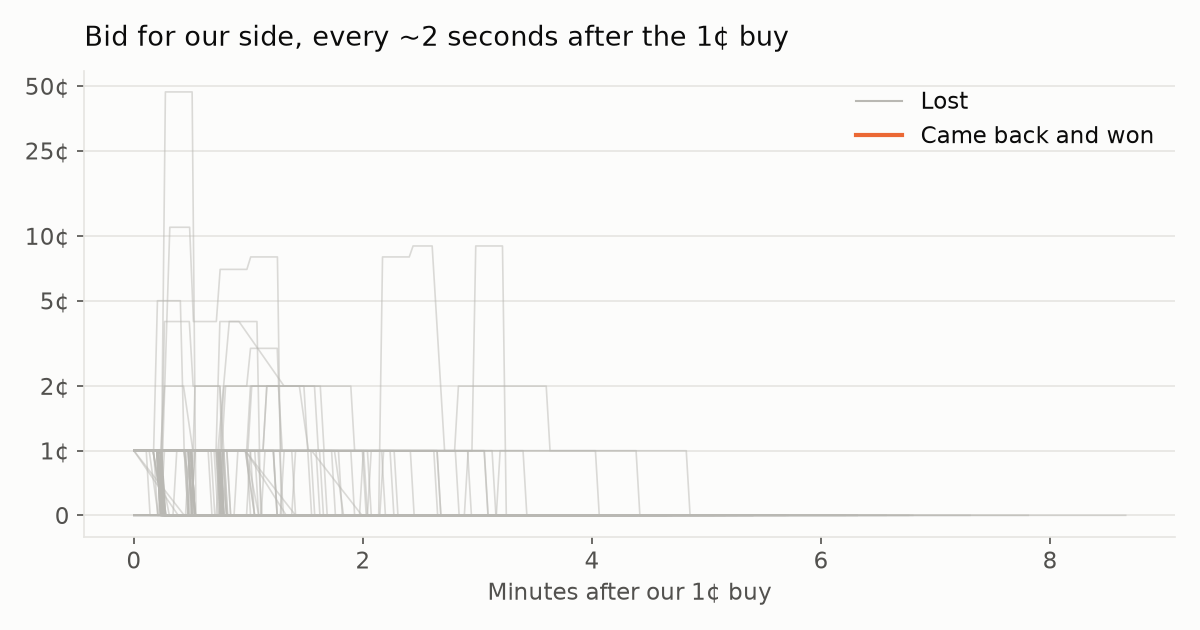 Bid for our side, every ~2 seconds after the 1¢ buy
50¢
25¢
10¢
5¢
2¢
1¢
0
Lost
Came back and won
0 2 4 6 8
Minutes after our 1¢ buy